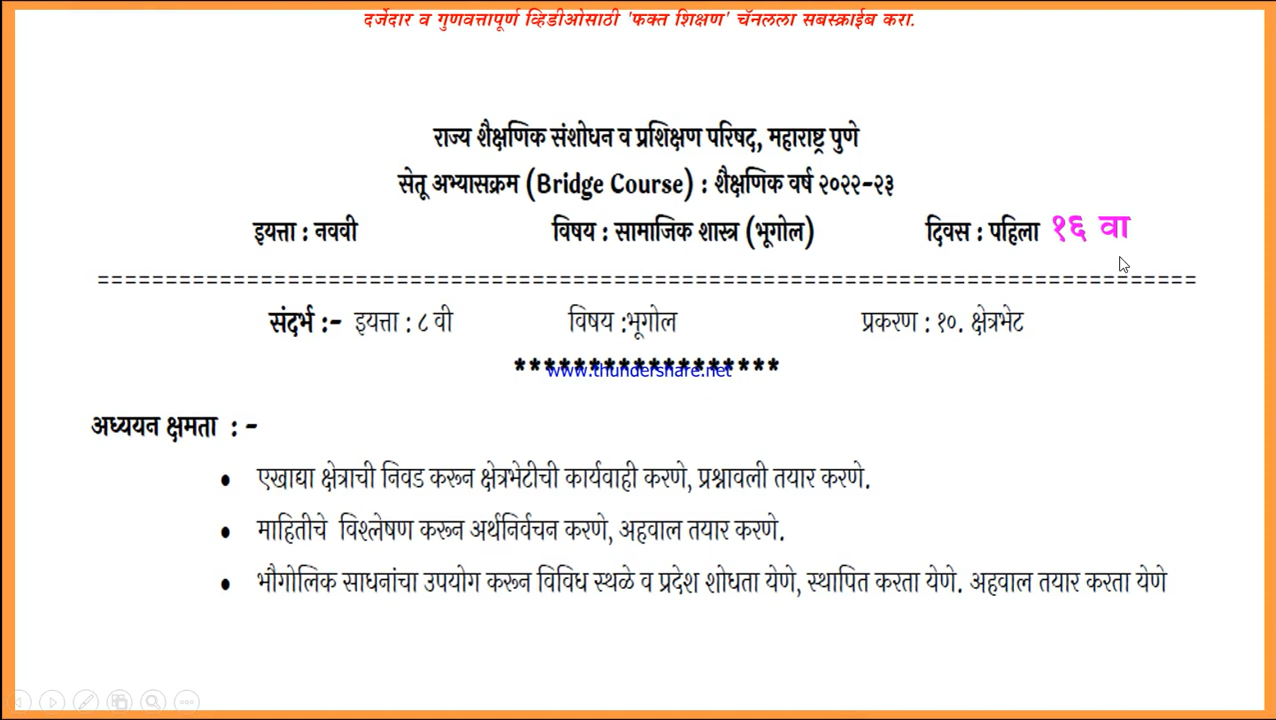 दर्जेदार व गुणवत्तापूर्ण व्हिडीओसाठी 'फक्त शिक्षण' चॅनलला सबस्क्राईब करा.
राज्य शैक्षणिक संशोधन व प्रशिक्षण परिषद, महाराष्ट्र पुणे
सेतू अभ्यासक्रम (Bridge Course) : शैक्षणिक वर्ष २०२२-२३
इयत्ता : नववी विषय : सामाजिक शास्त्र (भूगोल) दिवस : पहिला १६ वा
================================================================================
संदर्भ :- इयत्ता : ८ वी विषय :भूगोल प्रकरण : १०. क्षेत्रभेट
******************
www.thundershare.net
अध्ययन क्षमता : -
• एखाद्या क्षेत्राची निवड करून क्षेत्रभेटीची कार्यवाही करणे, प्रश्नावली तयार करणे.
• माहितीचे विश्लेषण करून अर्थनिर्वचन करणे, अहवाल तयार करणे.
• भौगोलिक साधनांचा उपयोग करून विविध स्थळे व प्रदेश शोधता येणे, स्थापित करता येणे. अहवाल तयार करता येणे